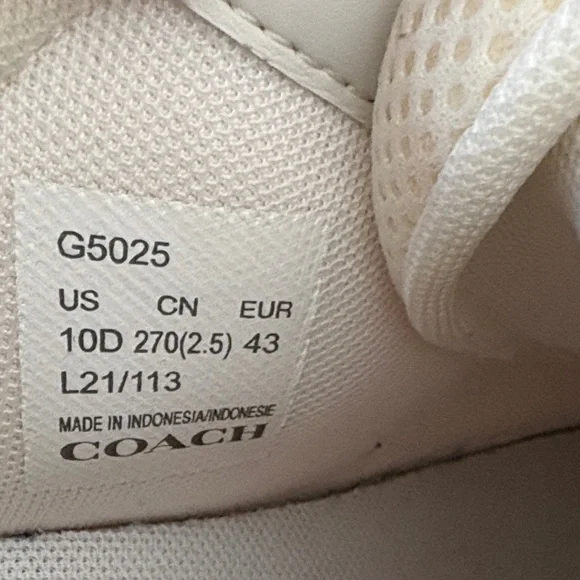 G5025
US CN EUR
10D 270(2.5) 43
L21/113
MADE IN INDONESIA/INDONESIE
COACH